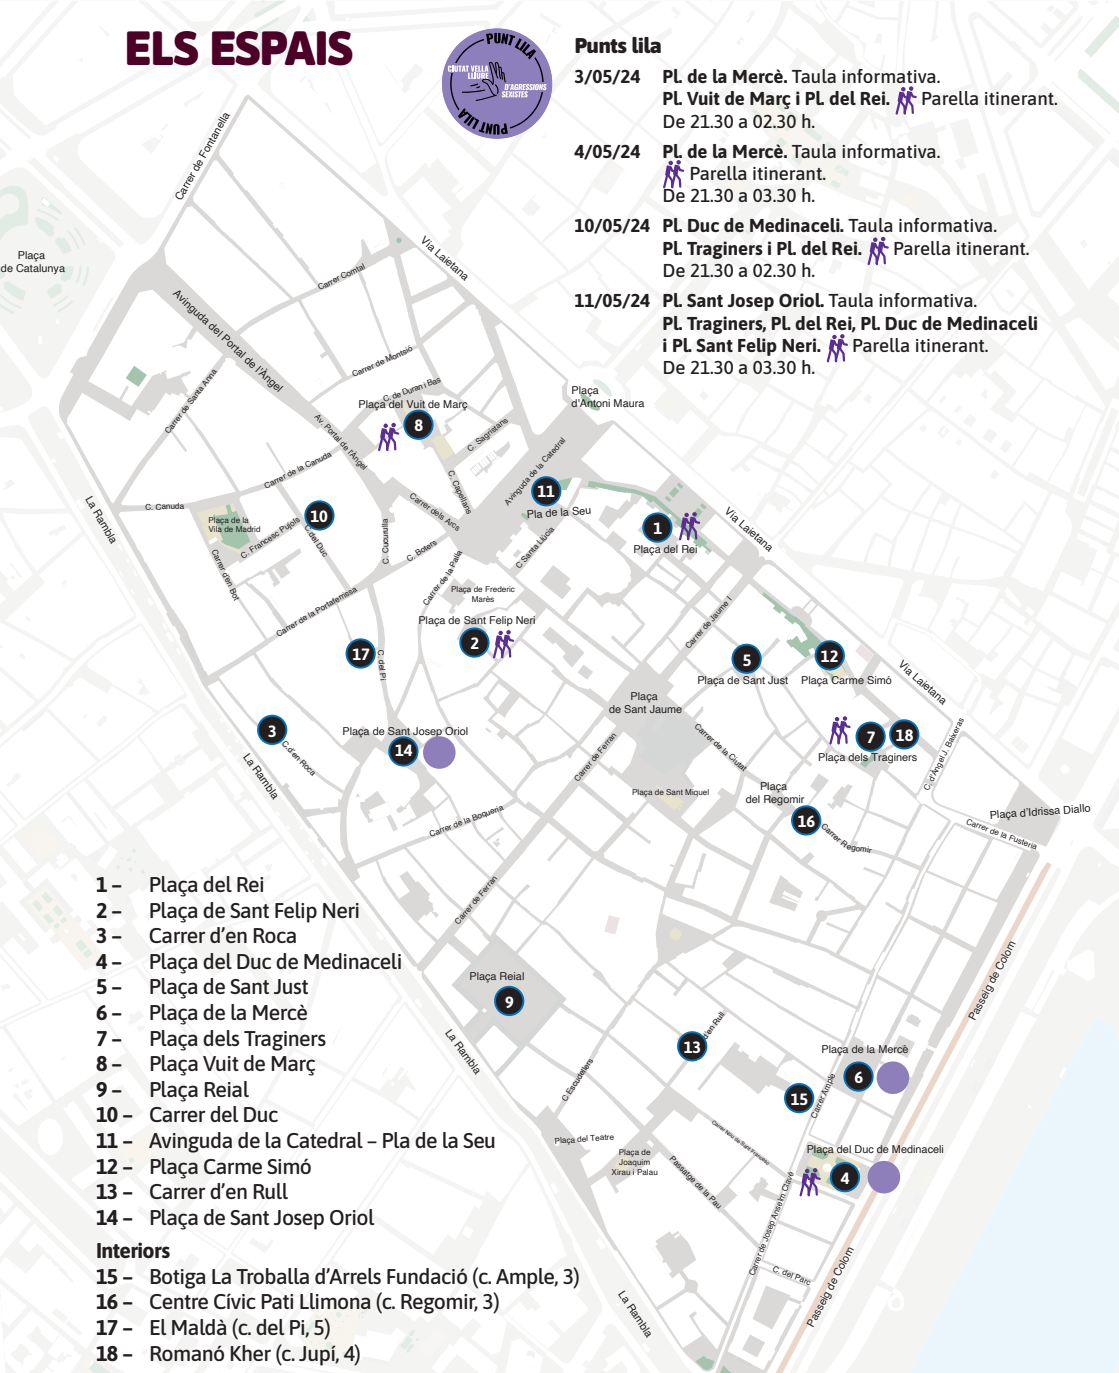 ELS ESPAIS
PUNT LILA
CIUTAT VELLA
LLIURE
D'AGRESSIONS
SEXISTES
PUNT LILA
Punts lila
3/05/24 Pl. de la Mercè. Taula informativa.
Pl. Vuit de Març i Pl. del Rei. Parella itinerant.
De 21.30 a 02.30 h.
4/05/24 Pl. de la Mercè. Taula informativa.
Parella itinerant.
De 21.30 a 03.30 h.
10/05/24 Pl. Duc de Medinaceli. Taula informativa.
Pl. Traginers i Pl. del Rei. Parella itinerant.
De 21.30 a 02.30 h.
11/05/24 Pl. Sant Josep Oriol. Taula informativa.
Pl. Traginers, Pl. del Rei, Pl. Duc de Medinaceli
i Pl. Sant Felip Neri. Parella itinerant.
De 21.30 a 03.30 h.
Carrer de Fontanella
Plaça
de Catalunya
Via Laietana
Carrer Comtal
Avinguda del Portal de l'Àngel
Carrer de Montsió
Carrer de Santa Anna
C. de Duran i Bas
Plaça del Vuit de Març
8
Plaça
d'Antoni Maura
Av. Portal de l'Àngel
C. Sagristans
Avinguda de la Catedral
Carrer de la Canuda
C. Capellans
11
Pla de la Seu
La Rambla
C. Canuda
Carrer dels Arcs
Plaça de la
Vila de Madrid
10
C. Francesc Pujols
C. del Duc
C. Cucurulla
C. Boters
C. Santa Llúcia
1
Plaça del Rei
Via Laietana
Carrer d'en Bot
Carrer de la Palla
Plaça de Frederic
Marès
Carrer de la Portaferrissa
Plaça de Sant Felip Neri
2
Carrer de Jaume I
17
C. del Pi
5
Plaça de Sant Just
12
Plaça Carme Simó
Via Laietana
Plaça
de Sant Jaume
3
C. d'en Roca
Plaça de Sant Josep Oriol
14
La Rambla
Carrer de Ferran
Carrer de la Ciutat
7
18
Plaça dels Traginers
C. d'Àngel J. Baixeras
Plaça de Sant Miquel
Plaça
del Regomir
16
Carrer Regomir
Plaça d'Idrissa Diallo
Carrer de la Fusteria
Carrer de la Boqueria
Carrer de Ferran
Plaça Reial
9
Passeig de Colom
La Rambla
C Escudellers
13
d'en Rull
Plaça de la Mercè
6
15
Carrer Ample
Plaça del Teatre
Plaça de
Joaquim
Xirau i Palau
Carrer Nou de Sant Francesc
Passatge de la Pau
Plaça del Duc de Medinaceli
4
Carrer de Josep Anselm Clavé
C. del Parc
Passeig de Colom
La Rambla
1 – Plaça del Rei
2 – Plaça de Sant Felip Neri
3 – Carrer d'en Roca
4 – Plaça del Duc de Medinaceli
5 – Plaça de Sant Just
6 – Plaça de la Mercè
7 – Plaça dels Traginers
8 – Plaça Vuit de Març
9 – Plaça Reial
10 – Carrer del Duc
11 – Avinguda de la Catedral – Pla de la Seu
12 – Plaça Carme Simó
13 – Carrer d'en Rull
14 – Plaça de Sant Josep Oriol
Interiors
15 – Botiga La Troballa d'Arrels Fundació (c. Ample, 3)
16 – Centre Cívic Pati Llimona (c. Regomir, 3)
17 – El Maldà (c. del Pi, 5)
18 – Romanó Kher (c. Jupí, 4)